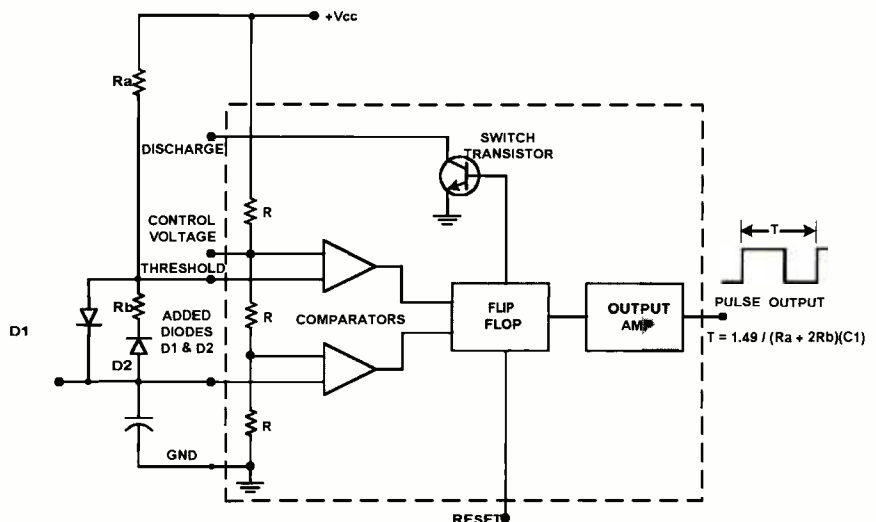 +Vcc
Ra
DISCHARGE
SWITCH
TRANSISTOR
R
CONTROL
VOLTAGE
T
THRESHOLD
D1
Rb
ADDED
DIODES
D1 & D2
R
COMPARATORS
FLIP
FLOP
OUTPUT
AMP
PULSE OUTPUT
T = 1.49 / (Ra + 2Rb)(C1)
D2
R
GND
RESET